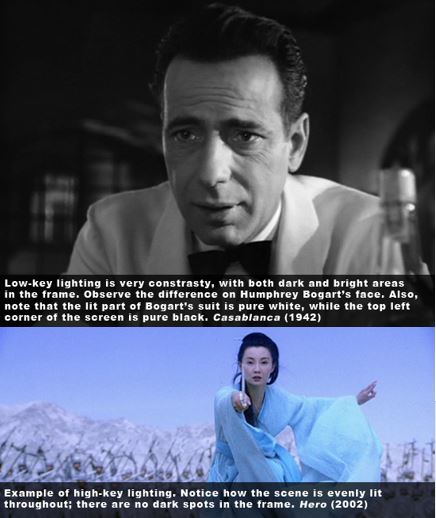 Low-key lighting is very constrasty, with both dark and bright areas
in the frame. Observe the difference on Humphrey Bogart's face. Also,
note that the lit part of Bogart's suit is pure white, while the top left
corner of the screen is pure black. Casablanca (1942)
Example of high-key lighting. Notice how the scene is evenly lit
throughout; there are no dark spots in the frame. Hero (2002)